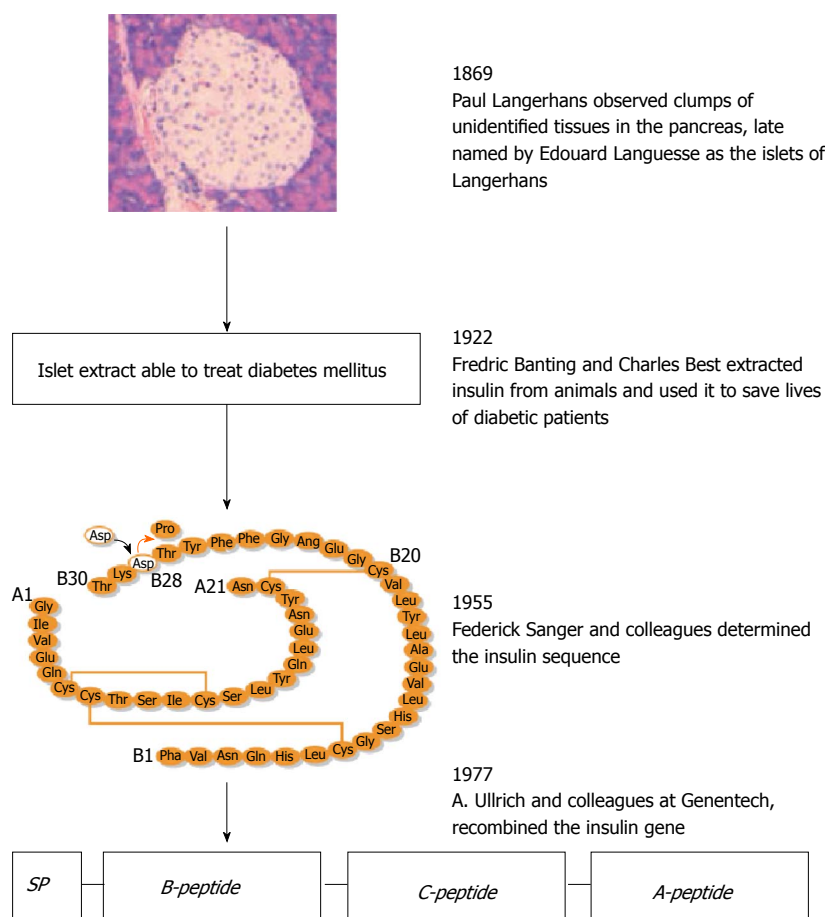 1869
Paul Langerhans observed clumps of
unidentified tissues in the pancreas, late
named by Edouard Languesse as the islets of
Langerhans
1922
Islet extract able to treat diabetes mellitus
Fredric Banting and Charles Best extracted
insulin from animals and used it to save lives
of diabetic patients
Asp
Pro
Asp
Thr Tyr Phe Phe Gly Ang Glu Gly Cys
B20
B30
Thr Lys
B28
A21
Asn Cys
Tyr Asn Glu Leu Gln Tyr Leu Ser Cys Ile Ser Thr Cys Cys Gln Glu Val Ile Gly
A1
Val Leu Tyr Leu Ala Glu Val Leu His Ser Gly
B1
Pha Val Asn Gln His Leu Cys
1955
Federick Sanger and colleagues determined
the insulin sequence
1977
A. Ullrich and colleagues at Genentech,
recombined the insulin gene
SP
B-peptide
C-peptide
A-peptide